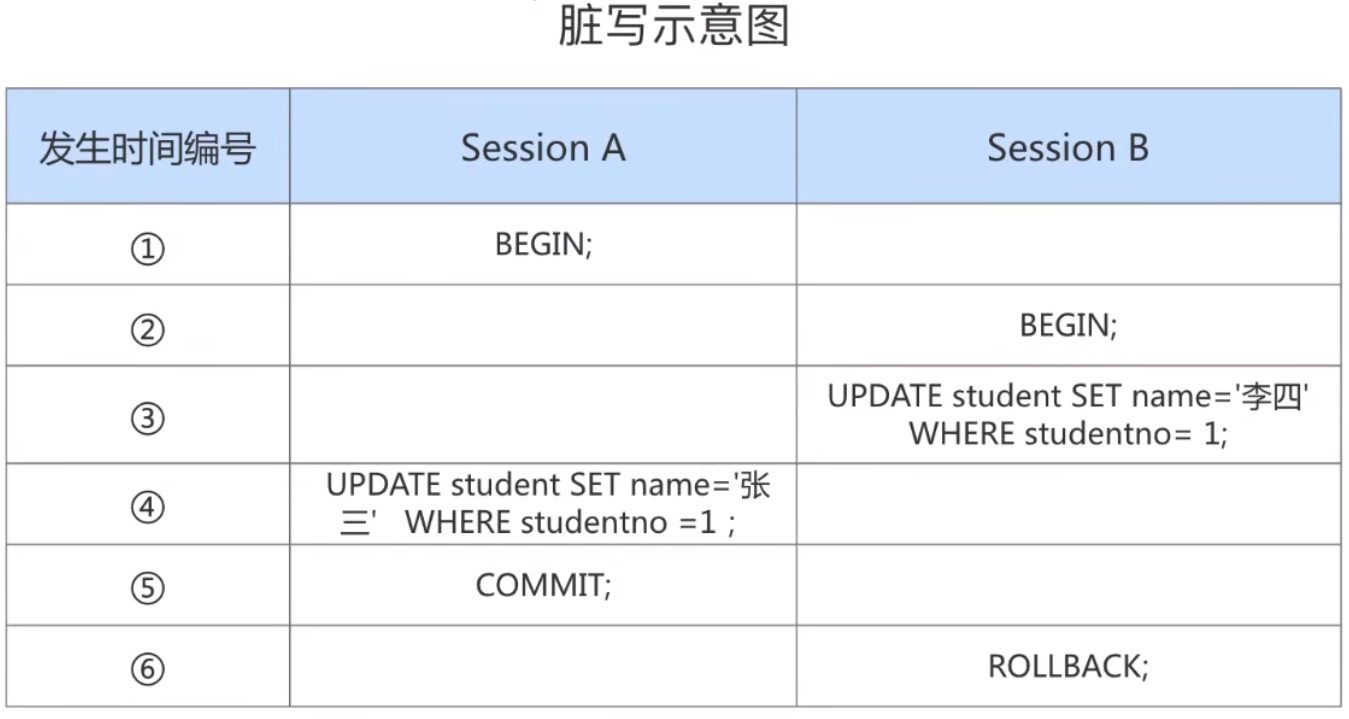 脏写示意图
发生时间编号 Session A Session B
① BEGIN;
② BEGIN;
③ UPDATE student SET name='李四'
WHERE studentno= 1;
④ UPDATE student SET name='张
三' WHERE studentno =1 ;
⑤ COMMIT;
⑥ ROLLBACK;